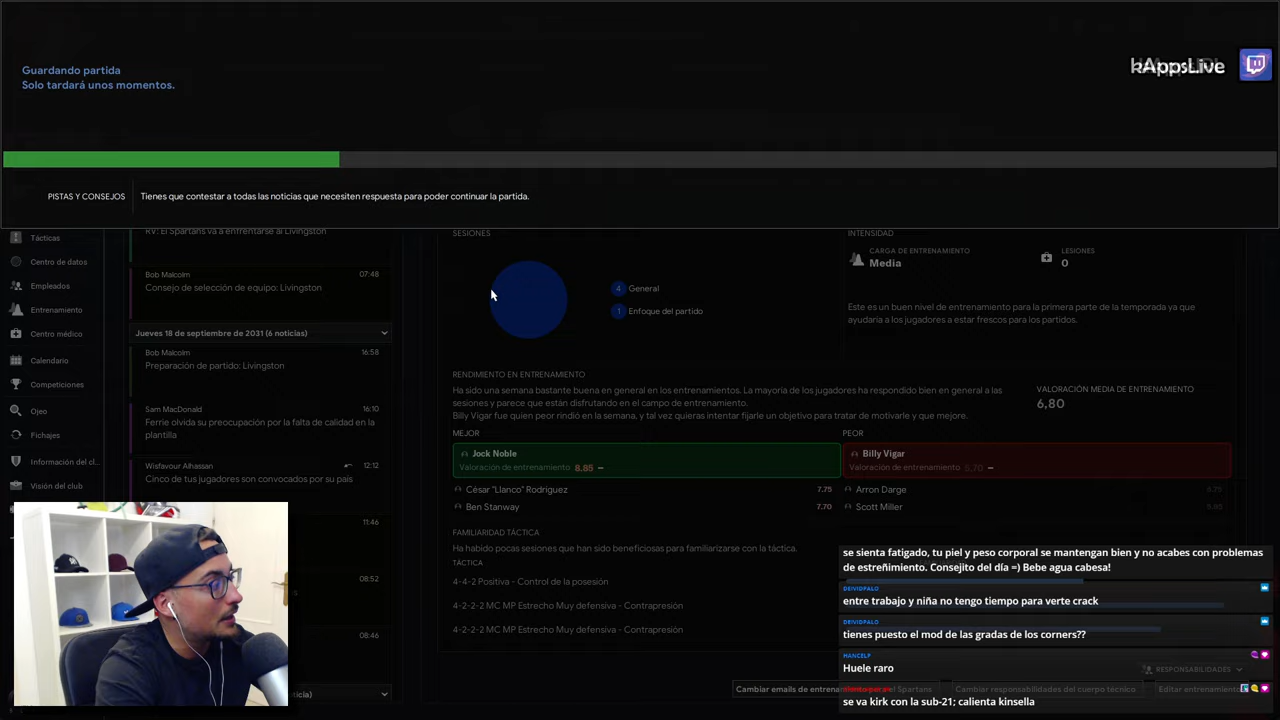 Guardando partida
Solo tardará unos momentos.
kAppsLive
PISTAS Y CONSEJOS
Tienes que contestar a todas las noticias que necesiten respuesta para poder continuar la partida.
RV: El Spartans va a enfrentarse al Livingston
Tácticas
Centro de datos
Empleados
Entrenamiento
Centro médico
Calendario
Competiciones
Ojeo
Fichajes
Información del cl...
Visión del club
Bob Malcolm 07:48
Consejo de selección de equipo: Livingston
Jueves 18 de septiembre de 2031 (6 noticias)
Bob Malcolm 16:58
Preparación de partido: Livingston
Sam MacDonald 16:10
Ferrie olvida su preocupación por la falta de calidad en la
plantilla
Wisfavour Alhassan 12:12
Cinco de tus jugadores son convocados por su país
11:46
08:52
08:46
SESIONES
4 General
1 Enfoque del partido
INTENSIDAD
CARGA DE ENTRENAMIENTO
Media
LESIONES
0
Este es un buen nivel de entrenamiento para la primera parte de la temporada ya que
ayudaría a los jugadores a estar frescos para los partidos.
RENDIMIENTO EN ENTRENAMIENTO
Ha sido una semana bastante buena en general en los entrenamientos. La mayoría de los jugadores ha respondido bien en general a las
sesiones y parece que están disfrutando en el campo de entrenamiento.
Billy Vigar fue quien peor rindió en la semana, y tal vez quieras intentar fijarle un objetivo para tratar de motivarle y que mejore.
VALORACIÓN MEDIA DE ENTRENAMIENTO
6,80
MEJOR
Jock Noble
Valoración de entrenamiento 8,85
César "Llanco" Rodriguez 7.75
Ben Stanway 7.70
PEOR
Billy Vigar
Valoración de entrenamiento 5,70
Arron Darge
Scott Miller
FAMILIARIDAD TÁCTICA
Ha habido pocas sesiones que han sido beneficiosas para familiarizarse con la táctica.
TÁCTICA
4-4-2 Positiva - Control de la posesión
4-2-2-2 MC MP Estrecho Muy defensiva - Contrapresión
4-2-2-2 MC MP Estrecho Muy defensiva - Contrapresión
se sienta fatigado, tu piel y peso corporal se mantengan bien y no acabes con problemas
de estreñimiento. Consejito del día =) Bebe agua cabesa!
DEIVIDPALO
entre trabajo y niña no tengo tiempo para verte crack
DEIVIDPALO
tienes puesto el mod de las gradas de los corners??
HANCELP
Huele raro
RESPONSABILIDADES
Cambiar emails de entrenamiento para el Spartans
Cambiar responsabilidades del cuerpo técnico
Editar entrenamiento
se va kirk con la sub-21; calienta kinsella